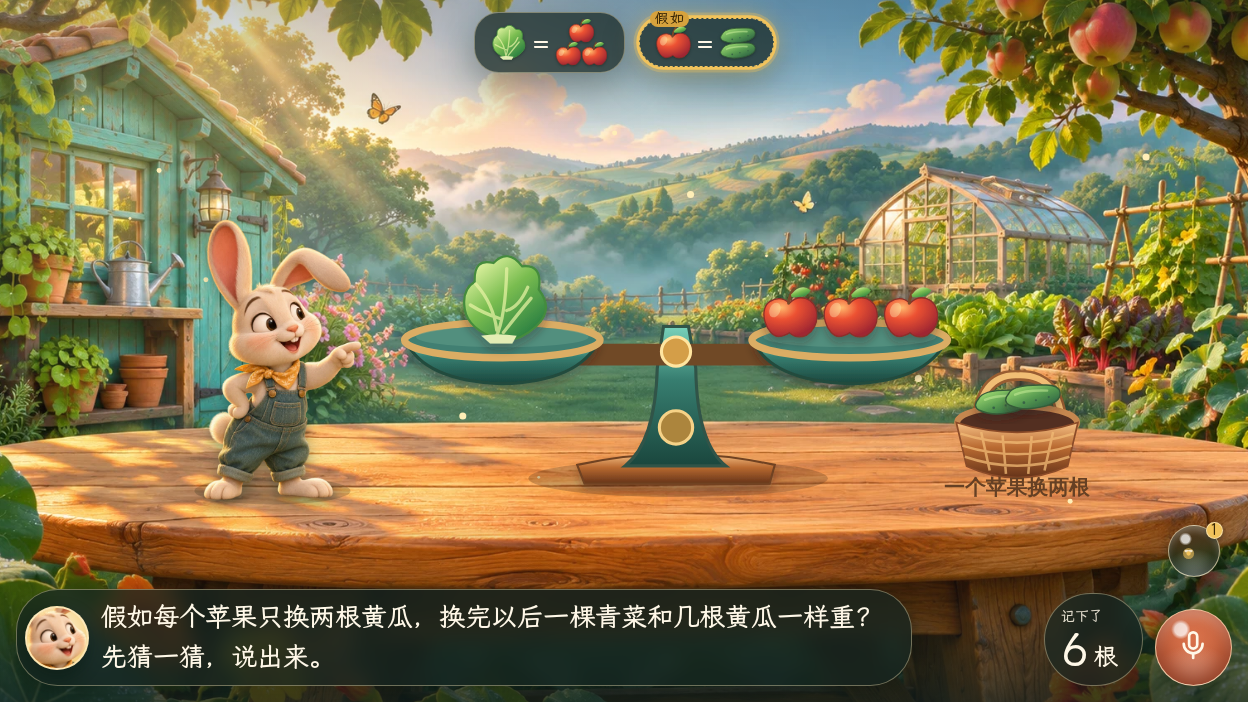 假如
=
=
一个苹果换两根
1
假如每个苹果只换两根黄瓜，换完以后一棵青菜和几根黄瓜一样重？
先猜一猜，说出来。
记下了
6 根